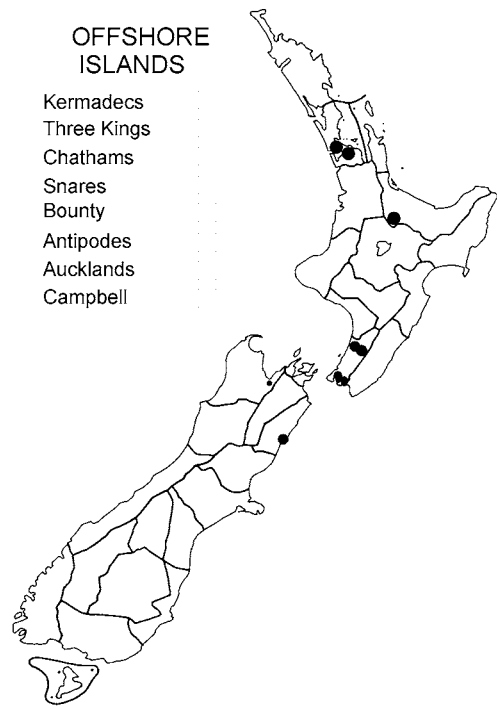 OFFSHORE
ISLANDS
Kermadecs
Three Kings
Chathams
Snares
Bounty
Antipodes
Aucklands
Campbell